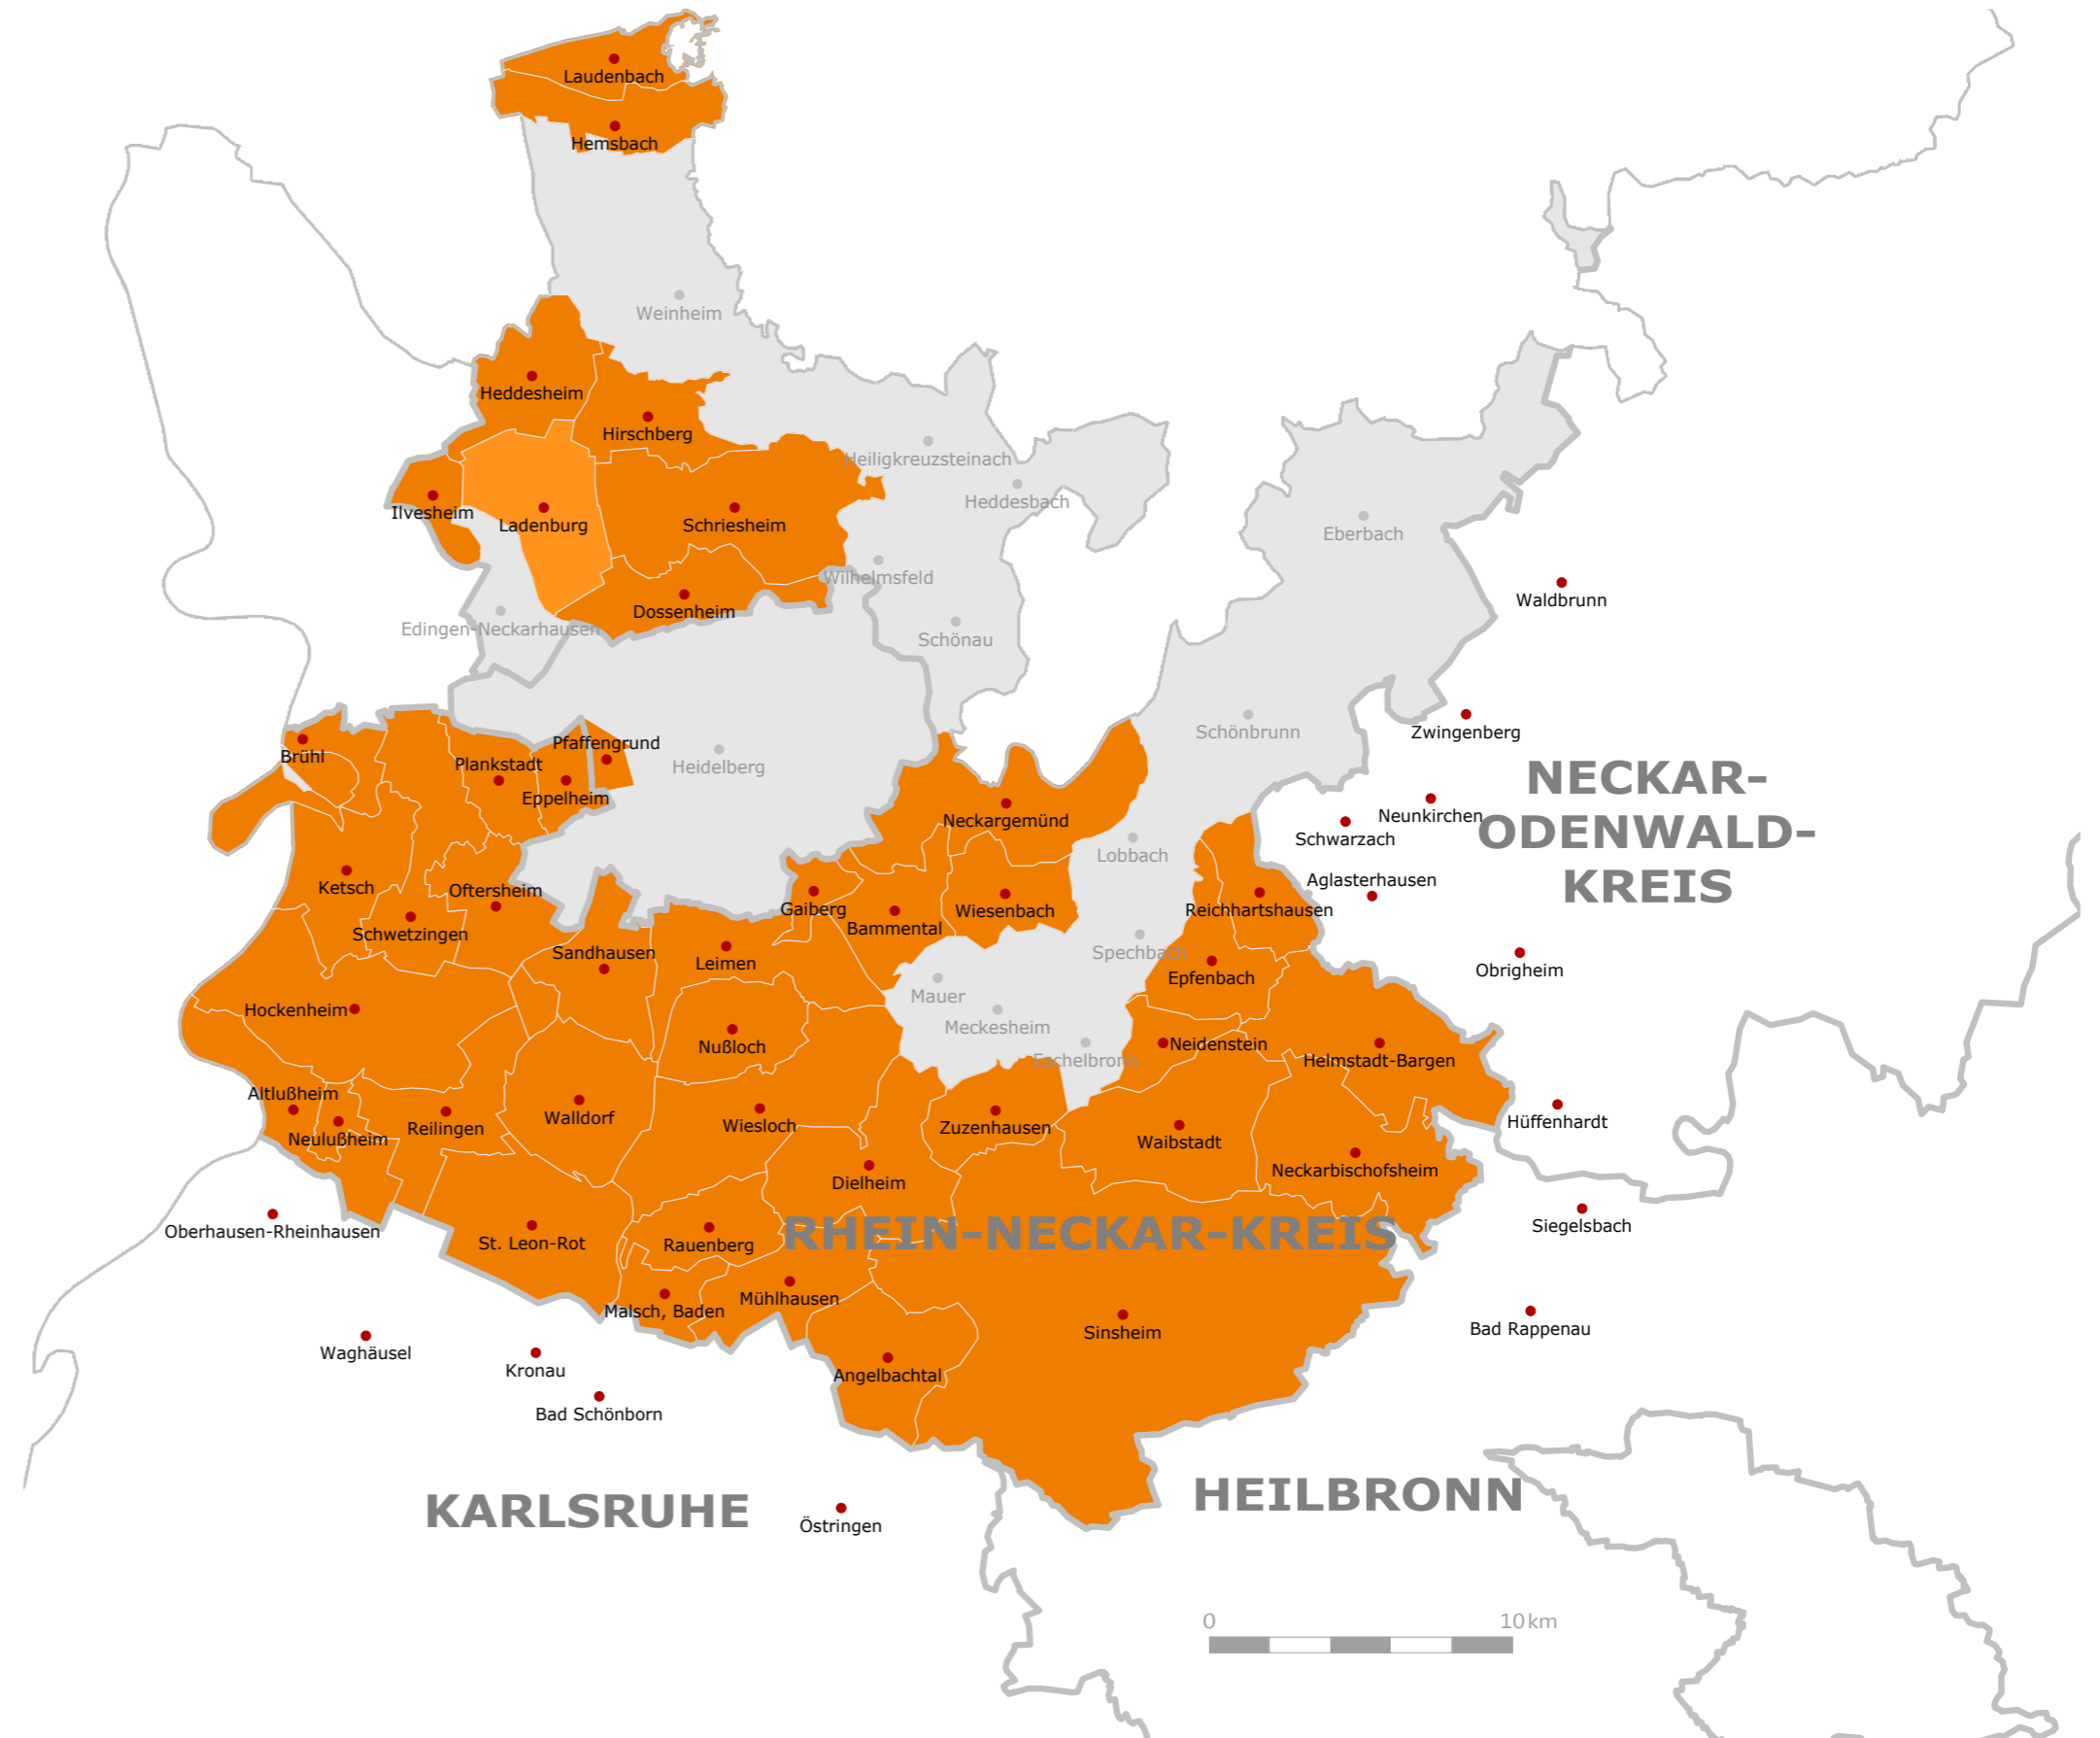 Laudenbach
Hemsbach
Weinheim
Heddesheim
Hirschberg
Heiligkreuzsteinach
Heddesbach
Ilvesheim
Ladenburg
Schriesheim
Eberbach
Wilhelmsfeld
Waldbrunn
Dossenheim
Edingen-Neckarhausen
Schönau
Schönbrunn
Zwingenberg
Pfaffengrund
Brühl
Plankstadt
Heidelberg
Eppelheim
NECKAR-
ODENWALD-
KREIS
Neckargemünd
Neunkirchen
Schwarzach
Lobbach
Aglasterhausen
Ketsch
Oftersheim
Gaiberg
Wiesenbach
Reichhartshausen
Bammental
Schwetzingen
Sandhausen
Leimen
Spechbach
Epfenbach
Obrigheim
Mauer
Hockenheim
Meckesheim
Nußloch
Neidenstein
Eschelbronn
Helmstadt-Bargen
Altlußheim
Walldorf
Wiesloch
Zuzenhausen
Hüffenhardt
Reilingen
Neulußheim
Waibstadt
Neckarbischofsheim
Dielheim
Oberhausen-Rheinhausen
St. Leon-Rot
Rauenberg
RHEIN-NECKAR-KREIS
Siegelsbach
Mühlhausen
Malsch, Baden
Sinsheim
Bad Rappenau
Waghäusel
Kronau
Angelbachtal
Bad Schönborn
HEILBRONN
KARLSRUHE
Östringen
0 10 km